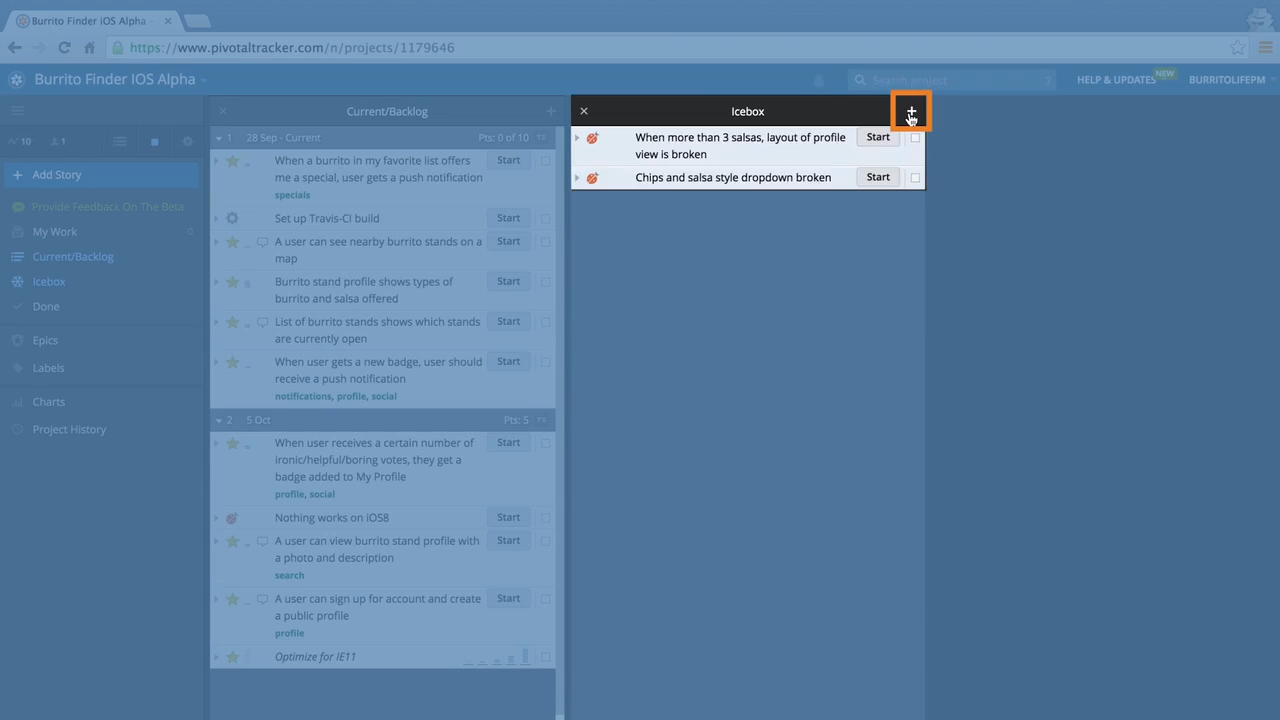 Burrito Finder iOS Alpha
https://www.pivotaltracker.com/n/projects/1179646
Burrito Finder IOS Alpha
Search project
?
HELP & UPDATES
NEW
BURRITOLIFEPM
10
1
Add Story
Provide Feedback On The Beta
My Work
0
Current/Backlog
Icebox
Done
Epics
Labels
Charts
Project History
Current/Backlog
1 28 Sep - Current
Pts: 0 of 10
When a burrito in my favorite list offers
me a special, user gets a push notification
specials
Start
Set up Travis-CI build
Start
A user can see nearby burrito stands on a
map
Start
Burrito stand profile shows types of
burrito and salsa offered
Start
List of burrito stands shows which stands
are currently open
Start
When user gets a new badge, user should
receive a push notification
notifications, profile, social
Start
2 5 Oct
Pts: 5
When user receives a certain number of
ironic/helpful/boring votes, they get a
badge added to My Profile
profile, social
Start
Nothing works on iOS8
Start
A user can view burrito stand profile with
a photo and description
search
Start
A user can sign up for account and create
a public profile
profile
Start
Optimize for IE11
Icebox
When more than 3 salsas, layout of profile
view is broken
Start
Chips and salsa style dropdown broken
Start